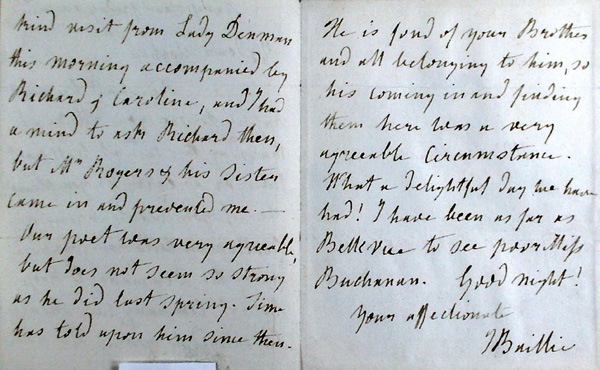 kind visit from Lady Denman
this morning accompanied by
Richard & Caroline, and I had
a mind to ask Richard then,
but Mr Rogers & his Sister
came in and prevented me. —
Our poet was very agreeable,
but does not seem so strong
as he did last spring. Time
has told upon him since then.
He is fond of your Brother
and all belonging to him, so
his coming in and finding
them here was a very
agreeable Circumstance.
What a delightful day we have
had! I have been as far as
Bellevue to see poor Miss
Buchanan. Good night!
Your affectionate
J Baillie